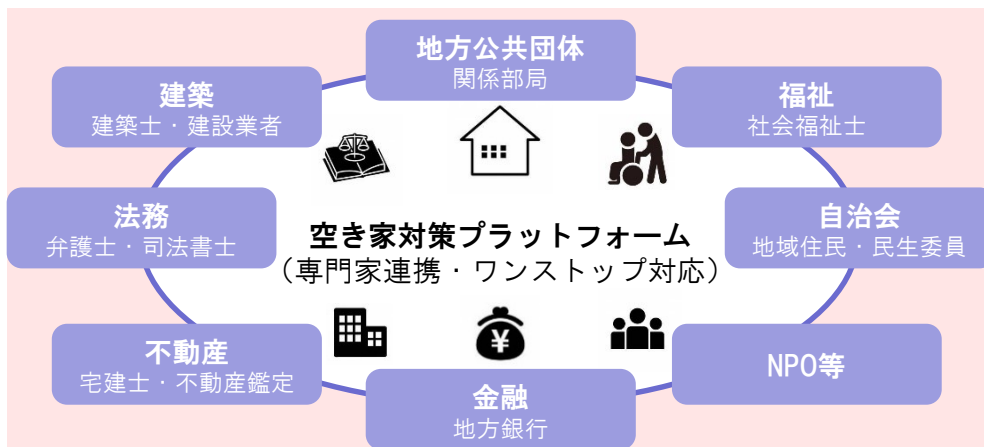 地方公共団体
関係部局
建築
建築士・建設業者
福祉
社会福祉士
法務
弁護士・司法書士
自治会
地域住民・民生委員
空き家対策プラットフォーム
（専門家連携・ワンストップ対応）
不動産
宅建士・不動産鑑定
¥
NPO等
金融
地方銀行